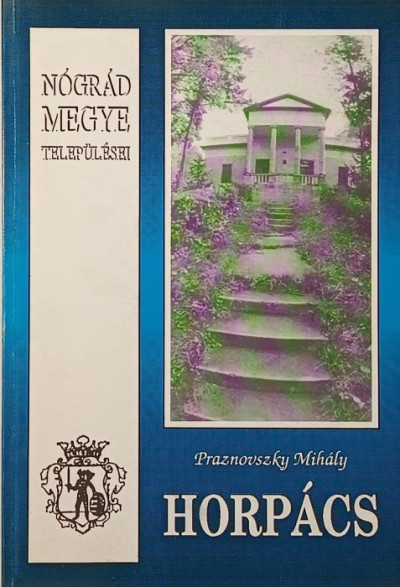 NÓGRÁD
MEGYE
TELEPÜLÉSEI
Praznovszky Mihály
HORPÁCS